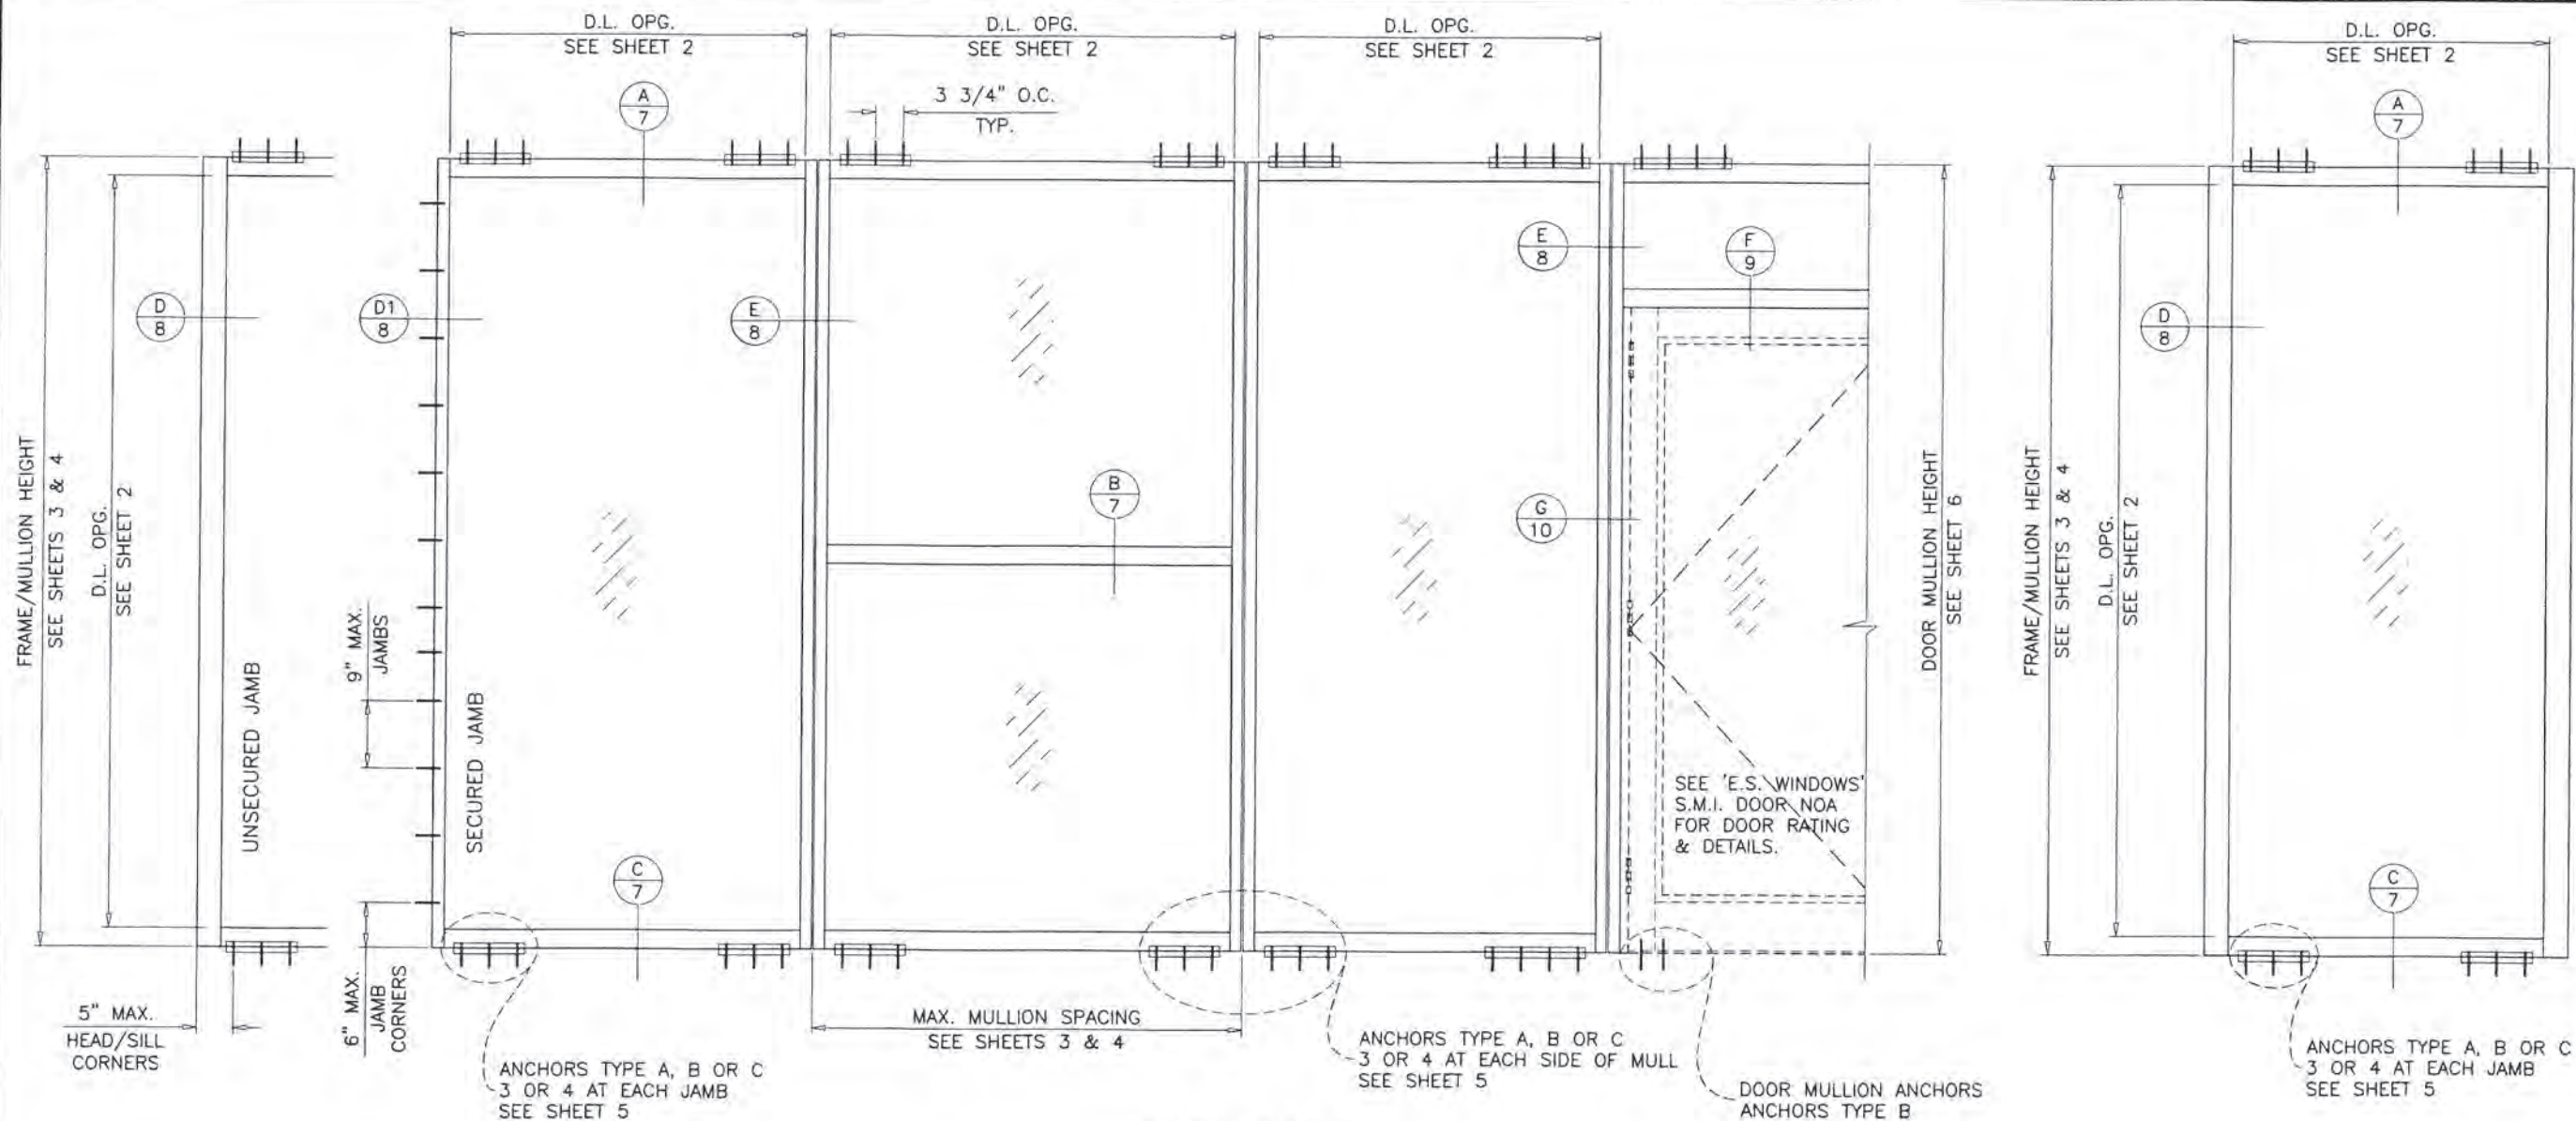 D.L. OPG.
SEE SHEET 2
D.L. OPG.
SEE SHEET 2
D.L. OPG.
SEE SHEET 2
D.L. OPG.
SEE SHEET 2
A
7
3 3/4" O.C.
TYP.
A
7
E
8
F
9
D
8
D1
8
E
8
D
8
FRAME/MULLION HEIGHT
SEE SHEETS 3 & 4
D.L. OPG.
SEE SHEET 2
UNSECURED JAMB
9" MAX.
JAMBS
SECURED JAMB
B
7
G
10
DOOR MULLION HEIGHT
SEE SHEET 6
FRAME/MULLION HEIGHT
SEE SHEETS 3 & 4
D.L. OPG.
SEE SHEET 2
SEE 'E.S. WINDOWS'
S.M.I. DOOR NOA
FOR DOOR RATING
& DETAILS.
C
7
C
7
5" MAX.
HEAD/SILL
CORNERS
6" MAX.
JAMB
CORNERS
MAX. MULLION SPACING
SEE SHEETS 3 & 4
ANCHORS TYPE A, B OR C
3 OR 4 AT EACH JAMB
SEE SHEET 5
ANCHORS TYPE A, B OR C
3 OR 4 AT EACH SIDE OF MULL
SEE SHEET 5
DOOR MULLION ANCHORS
ANCHORS TYPE B
ANCHORS TYPE A, B OR C
3 OR 4 AT EACH JAMB
SEE SHEET 5